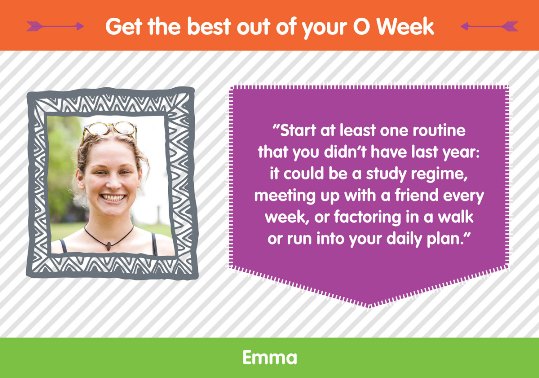 Get the best out of your O Week
"Start at least one routine
that you didn't have last year:
it could be a study regime,
meeting up with a friend every
week, or factoring in a walk
or run into your daily plan."
Emma